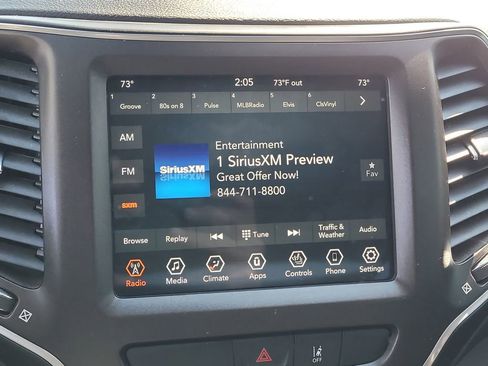 73° 2:05 73°F out 73°
1 2 3 4 5 6
Groove 80s on 8 Pulse MLBRadio Elvis ClsVinyl
AM
FM
sxm
SiriusXM
Entertainment
1 SiriusXM Preview
Great Offer Now!
844-711-8800
Fav
Browse Replay Tune Traffic & Weather Audio
Radio Media Climate Apps Controls Phone Settings
OFF